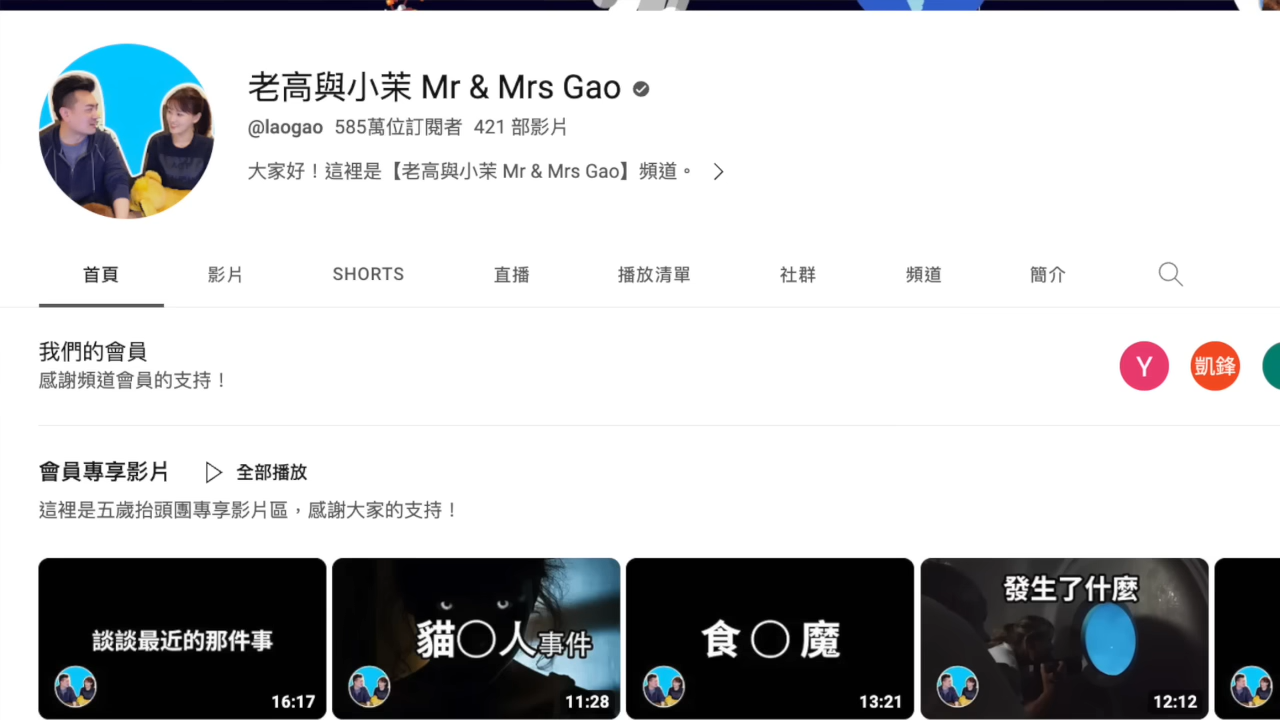 老高與小茉 Mr & Mrs Gao
@laogao 585萬位訂閱者 421 部影片
大家好！這裡是【老高與小茉 Mr & Mrs Gao】頻道。
首頁 影片 SHORTS 直播 播放清單 社群 頻道 簡介
我們的會員
感謝頻道會員的支持！
Y 凱鋒
會員專享影片 全部播放
這裡是五歲抬頭團專享影片區，感謝大家的支持！
談談最近的那件事
16:17
貓〇人事件
11:28
食〇魔
13:21
發生了什麼
12:12